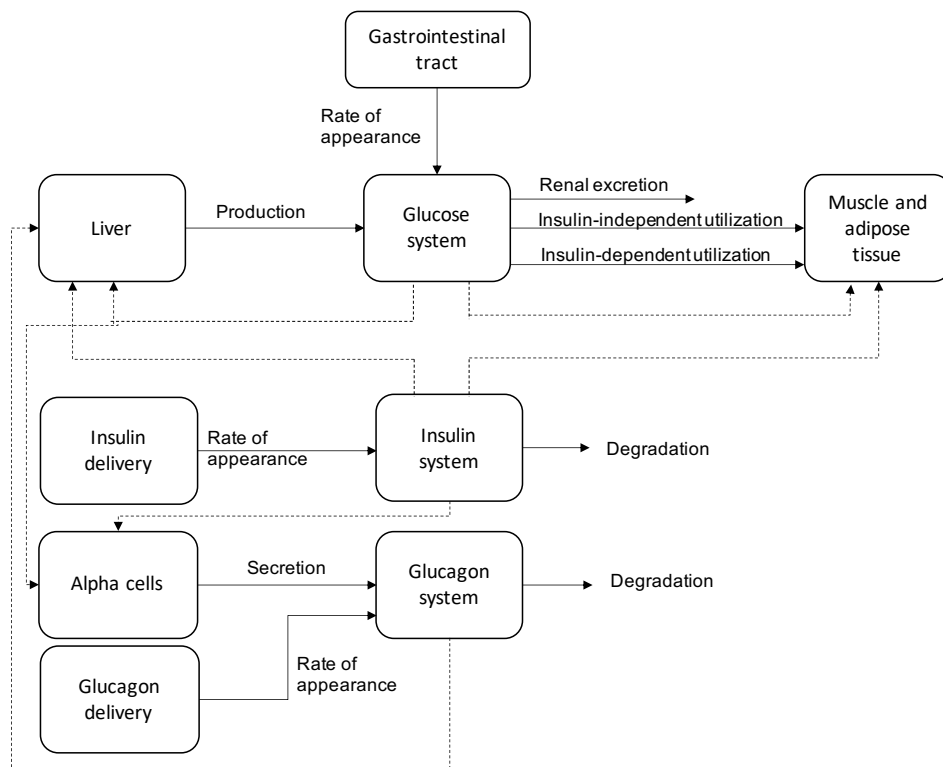 Gastrointestinal
tract
Rate of
appearance
Liver
Production
Glucose
system
Renal excretion
Insulin-independent utilization
Insulin-dependent utilization
Muscle and
adipose
tissue
Insulin
delivery
Rate of
appearance
Insulin
system
Degradation
Alpha cells
Secretion
Glucagon
system
Degradation
Glucagon
delivery
Rate of
appearance